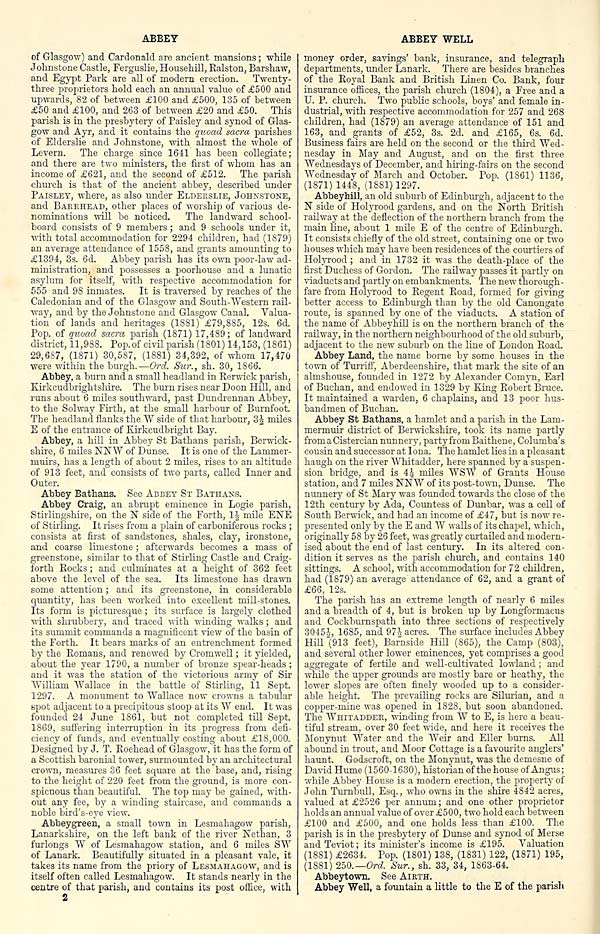 ABBEY
of Glasgow) and Cardonald are ancient mansions; while
Johnstone Castle, Ferguslie, Househill, Ralston, Barshaw,
and Egypt Park are all of modern erection. Twenty-
three proprietors hold each an annual value of £500 and
upwards, 82 of between £100 and £500, 135 of between
£50 and £100, and 263 of between £20 and £50. This
parish is in the presbytery of Paisley and synod of Glas-
gow and Ayr, and it contains the quoad sacra parishes
of Elderslie and Johnstone, with almost the whole of
Levern. The charge since 1641 has been collegiate;
and there are two ministers, the first of whom has an
income of £621, and the second of £512. The parish
church is that of the ancient abbey, described under
PAISLEY, where, as also under ELDERSLIE, JOHNSTONE,
and BARRHEAD, other places of worship of various de-
nominations will be noticed. The landward school-
board consists of 9 members; and 9 schools under it,
with total accommodation for 2294 children, had (1879)
an average attendance of 1558, and grants amounting to
£1394, 3s. 6d. Abbey parish has its own poor-law ad-
ministration, and possesses a poorhouse and a lunatic
asylum for itself, with respective accommodation for
555 and 98 inmates. It is traversed by reaches of the
Caledonian and of the Glasgow and South-Western rail-
way, and by the Johnstone and Glasgow Canal. Valua-
tion of lands and heritages (1881) £79,885, 12s. 6d.
Pop. of quoad sacra parish (1871) 17,489; of landward
district, 11,988. Pop. of civil parish (1801) 14,153, (1861)
29,687, (1871) 30,587, (1881) 34,392, of whom 17,470
were within the burgh.—Ord. Sur., sh. 30, 1866.
Abbey, a burn and a small headland in Rerwick parish,
Kirkcudbrightshire. The burn rises near Doon Hill, and
runs about 6 miles southward, past Dundrennan Abbey,
to the Solway Firth, at the small harbour of Burnfoot.
The headland flanks the W side of that harbour, 3¾ miles
E of the entrance of Kirkcudbright Bay.
Abbey, a hill in Abbey St Bathans parish, Berwick-
shire, 6 miles NNW of Dunse. It is one of the Lammer-
muirs, has a length of about 2 miles, rises to an altitude
of 913 feet, and consists of two parts, called Inner and
Outer.
Abbey Bathans. See ABBEY ST BATHANS.
Abbey Craig, an abrupt eminence in Logie parish,
Stirlingshire, on the N side of the Forth, 1½ mile ENE
of Stirling. It rises from a plain of carboniferous rocks;
consists at first of sandstones, shales, clay, ironstone,
and coarse limestone; afterwards becomes a mass of
greenstone, similar to that of Stirling Castle and Craig-
forth Rocks; and culminates at a height of 362 feet
above the level of the sea. Its limestone has drawn
some attention; and its greenstone, in considerable
quantity, has been worked into excellent mill-stones.
Its form is picturesque; its surface is largely clothed
with shrubbery, and traced with winding walks; and
its summit commands a magnificent view of the basin of
the Forth. It bears marks of an entrenchment formed
by the Romans, and renewed by Cromwell; it yielded,
about the year 1790, a number of bronze spear-heads;
and it was the station of the victorious army of Sir
William Wallace in the battle of Stirling, 11 Sept.
1297. A monument to Wallace now crowns a tabular
spot adjacent to a precipitous stoop at its W end. It was
founded 24 June 1861, but not completed till Sept.
1869, suffering interruption in its progress from defi-
ciency of funds, and eventually costing about £18,000.
Designed by J. T. Rochead of Glasgow, it has the form of
a Scottish baronial tower, surmounted by an architectural
crown, measures 36 feet square at the base, and, rising
to the height of 220 feet from the ground, is more con-
spicuous than beautiful. The top may be gained, with-
out any fee, by a winding staircase, and commands a
noble bird's-eye view.
Abbeygreen, a small town in Lesmahagow parish,
Lanarkshire, on the left bank of the river Nethan, 3
furlongs W of Lesmahagow station, and 6 miles SW
of Lanark. Beautifully situated in a pleasant vale, it
takes its name from the priory of LESMAHAGOW, and is
itself often called Lesmahagow. It stands nearly in the
centre of that parish, and contains its post office, with
2
ABBEY WELL
money order, savings' bank, insurance, and telegraph
departments, under Lanark. There are besides branches
of the Royal Bank and British Linen Co. Bank, four
insurance offices, the parish church (1804), a Free and a
U. P. church. Two public schools, boys' and female in-
dustrial, with respective accommodation for 257 and 268
children, had (1879) an average attendance of 151 and
163, and grants of £52, 3s. 2d. and £165, 6s. 6d.
Business fairs are held on the second or the third Wed-
nesday in May and August, and on the first three
Wednesdays of December, and hiring-fairs on the second
Wednesday of March and October. Pop. (1861) 1136,
(1871) 1448, (1881) 1297.
Abbeyhill, an old suburb of Edinburgh, adjacent to the
N side of Holyrood gardens, and on the North British
railway at the deflection of the northern branch from the
main line, about 1 mile E of the centre of Edinburgh.
It consists chiefly of the old street, containing one or two
houses which may have been residences of the courtiers of
Holyrood; and in 1732 it was the death-place of the
first Duchess of Gordon. The railway passes it partly on
viaducts and partly on embankments. The new thorough-
fare from Holyrood to Regent Road, formed for giving
better access to Edinburgh than by the old Canongate
route, is spanned by one of the viaducts. A station of
the name of Abbeyhill is on the northern branch of the
railway, in the northern neighbourhood of the old suburb,
adjacent to the new suburb on the line of London Road.
Abbey Land, the name borne by some houses in the
town of Turriff, Aberdeenshire, that mark the site of an
almshouse, founded in 1272 by Alexander Comyn, Earl
of Buchan, and endowed in 1329 by King Robert Bruce.
It maintained a warden, 6 chaplains, and 13 poor hus-
bandmen of Buchan.
Abbey St Bathans, a hamlet and a parish in the Lam-
mermuir district of Berwickshire, took its name partly
from a Cistercian nunnery, partly from Baithene, Columba's
cousin and successor at Iona. The hamlet lies in a pleasant
haugh on the river Whitadder, here spanned by a suspen-
sion bridge, and is 4½ miles WSW of Grants House
station, and 7 miles NNW of its post-town, Dunse. The
nunnery of St Mary was founded towards the close of the
12th century by Ada, Countess of Dunbar, was a cell of
South Berwick, and had an income of £47, but is now re-
presented only by the E and W walls of its chapel, which,
originally 58 by 26 feet, was greatly curtailed and modern-
ised about the end of last century. In its altered con-
dition it serves as the parish church, and contains 140
sittings. A school, with accommodation for 72 children,
had (1879) an average attendance of 62, and a grant of
£66, 12s.
The parish has an extreme length of nearly 6 miles
and a breadth of 4, but is broken up by Longformacus
and Cockburnspath into three sections of respectively
3045½, 1685, and 97½ acres. The surface includes Abbey
Hill (913 feet), Barnside Hill (865), the Camp (803),
and several other lower eminences, yet comprises a good
aggregate of fertile and well-cultivated lowland; and
while the upper grounds are mostly bare or heathy, the
lower slopes are often finely wooded up to a consider-
able height. The prevailing rocks are Silurian, and a
copper-mine was opened in 1828, but soon abandoned.
The WHITADDER, winding from W to E, is here a beau-
tiful stream, over 30 feet wide, and here it receives the
Monynut Water and the Weir and Eller burns. All
abound in trout, and Moor Cottage is a favourite anglers'
haunt. Godscroft, on the Monynut, was the demesne of
David Hume (1560-1630), historian of the house of Angus;
while Abbey House is a modern erection, the property of
John Turnbull, Esq., who owns in the shire 4842 acres,
valued at £2526 per annum; and one other proprietor
holds an annual value of over £500, two hold each between
£100 and £500, and one holds less than £100. The
parish is in the presbytery of Dunse and synod of Merse
and Teviot; its minister's income is £195. Valuation
(1881) £2634. Pop. (1801) 138, (1831) 122, (1871) 195,
(1881) 250.—Ord. Sur., sh. 33, 34, 1863-64.
Abbeytown. See AIRTH.
Abbey Well, a fountain a little to the E of the parish